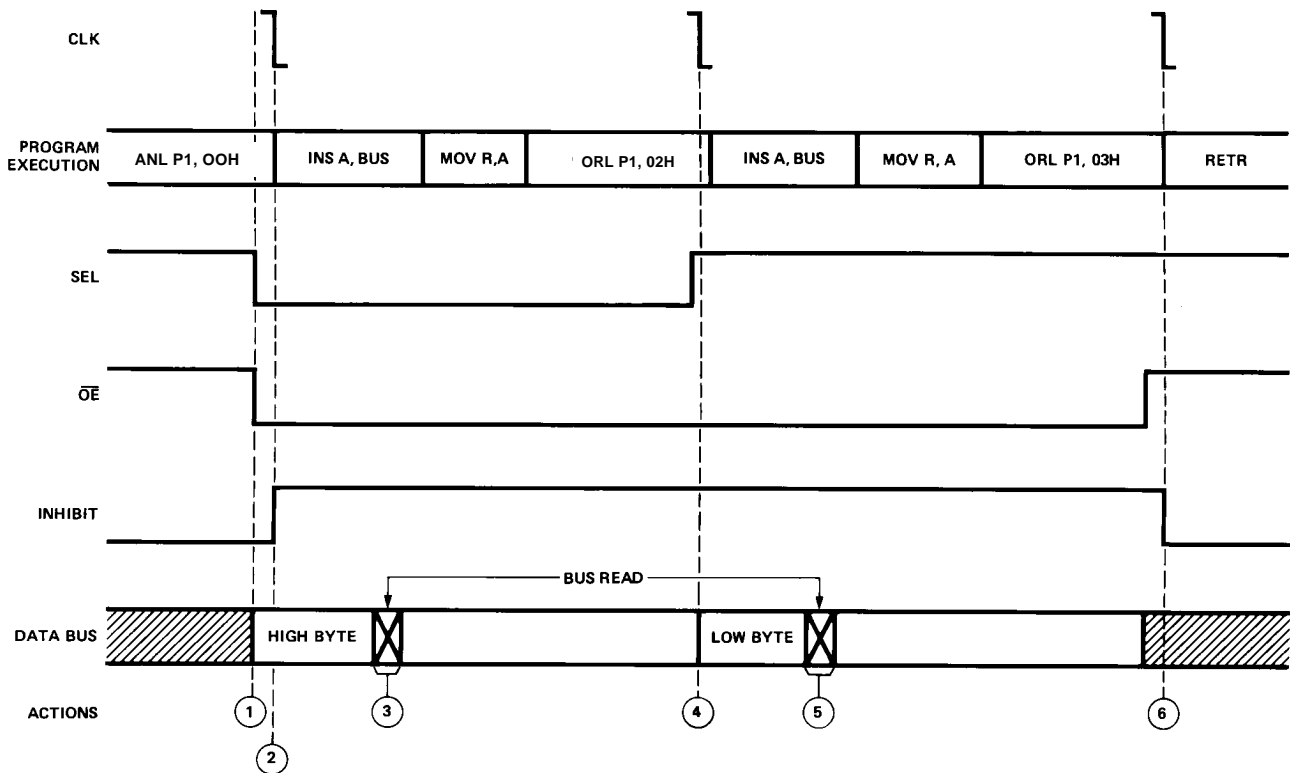 CLK
PROGRAM
EXECUTION
ANL P1, OOH
INS A, BUS
MOV R,A
ORL P1, 02H
INS A, BUS
MOV R, A
ORL P1, 03H
RETR
SEL
OE
INHIBIT
BUS READ
DATA BUS
HIGH BYTE
LOW BYTE
ACTIONS
1
2
3
4
5
6